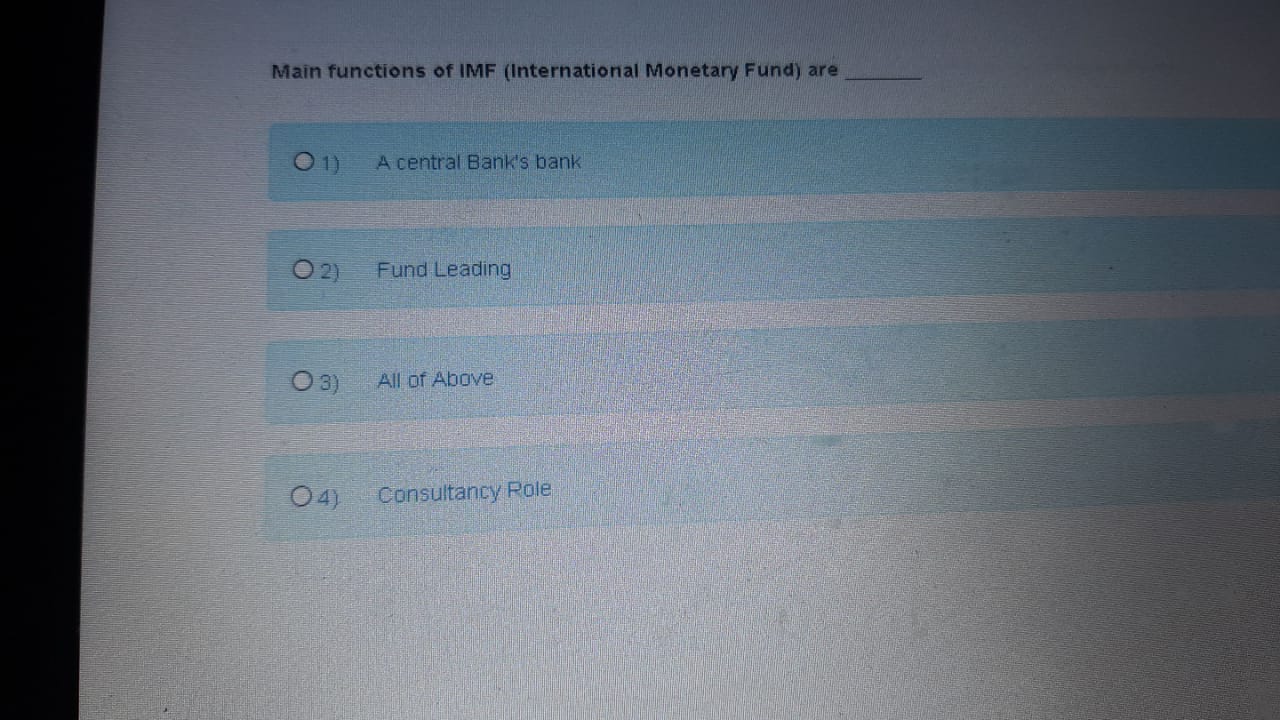 Main functions of IMF (International Monetary Fund) are ________
1) A central Bank's bank
2) Fund Leading
3) All of Above
4) Consultancy Role